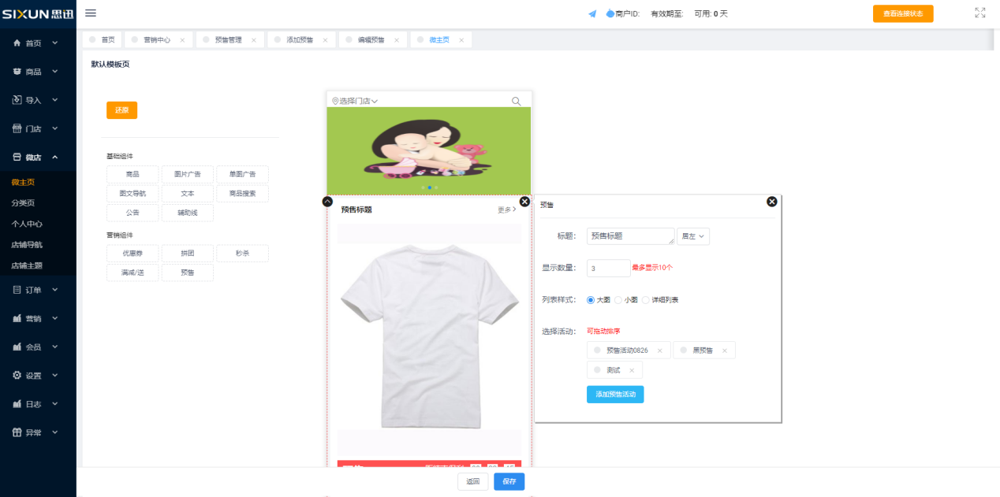 SIXUN思迅
商户ID: 有效期至: 可用: 0 天
查看连接状态
首页
营销中心
预售管理
添加预售
编辑预售
微主页
首页
商品
导入
门店
微店
微主页
分类页
个人中心
店铺导航
店铺主题
订单
营销
会员
设置
日志
异常
默认模板页
还原
基础组件
商品 图片广告 单图广告
图文导航 文本 商品搜索
公告 辅助线
营销组件
优惠券 拼团 秒杀
满减/送 预售
选择门店
预售标题 更多
预售
标题: 预售标题 居左
显示数量: 3 最多显示10个
列表样式: 大图 小图 详细列表
选择活动: 可拖动排序
预售活动0826 黑预售
测试
添加预售活动
返回 保存